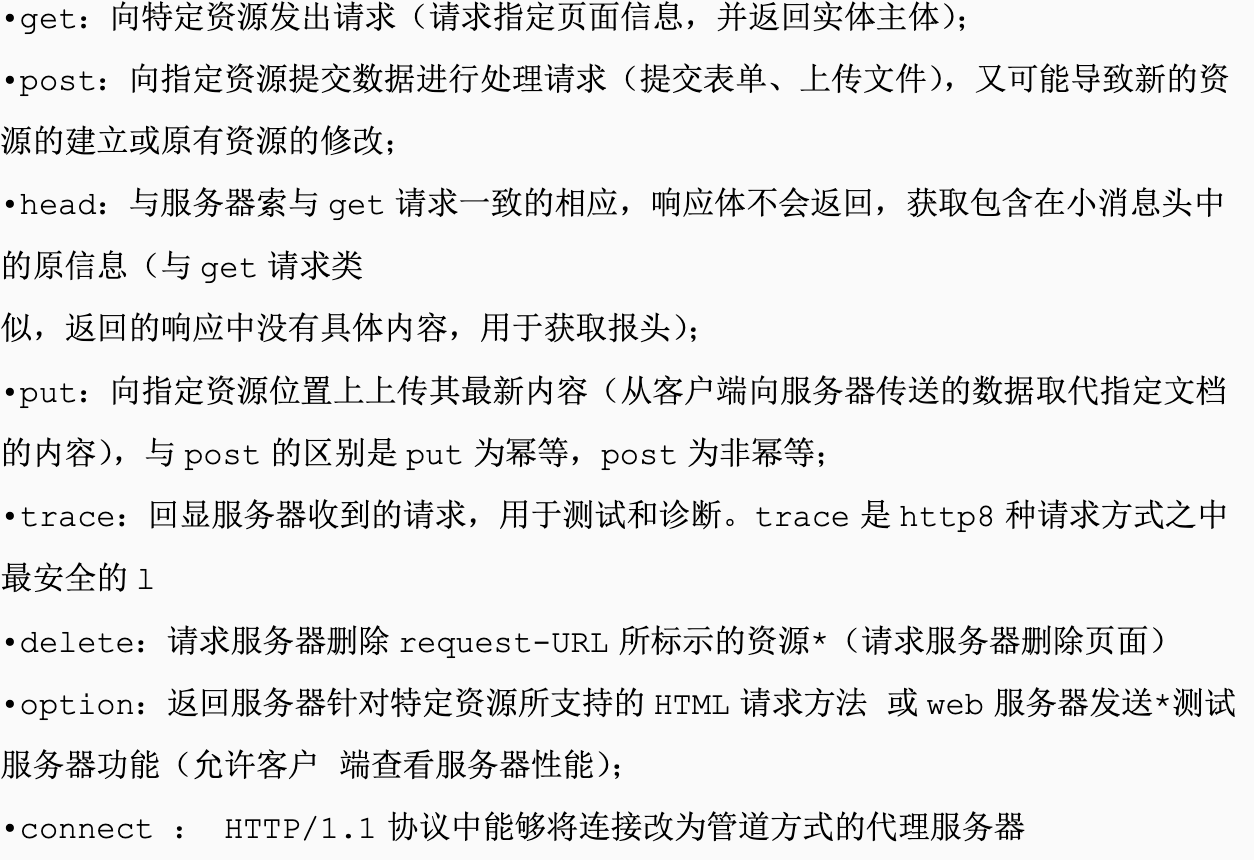 •get：向特定资源发出请求（请求指定页面信息，并返回实体主体）；
•post：向指定资源提交数据进行处理请求（提交表单、上传文件），又可能导致新的资
源的建立或原有资源的修改；
•head：与服务器索与 get 请求一致的相应，响应体不会返回，获取包含在小消息头中
的原信息（与 get 请求类
似，返回的响应中没有具体内容，用于获取报头）；
•put：向指定资源位置上上传其最新内容（从客户端向服务器传送的数据取代指定文档
的内容），与 post 的区别是 put 为幂等，post 为非幂等；
•trace：回显服务器收到的请求，用于测试和诊断。trace 是 http8 种请求方式之中
最安全的 l
•delete：请求服务器删除 request-URL 所标示的资源*（请求服务器删除页面）
•option：返回服务器针对特定资源所支持的 HTML 请求方法 或 web 服务器发送*测试
服务器功能（允许客户 端查看服务器性能）；
•connect ： HTTP/1.1 协议中能够将连接改为管道方式的代理服务器